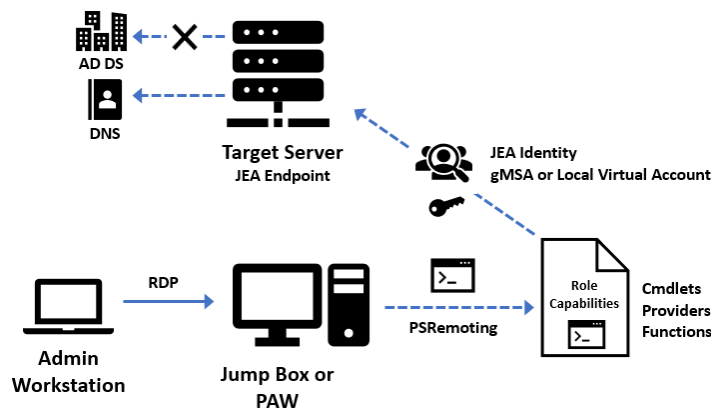 AD DS
DNS
Target Server
JEA Endpoint
JEA Identity
gMSA or Local Virtual Account
RDP
PSRemoting
Role
Capabilities
Cmdlets
Providers
Functions
Admin
Workstation
Jump Box or
PAW